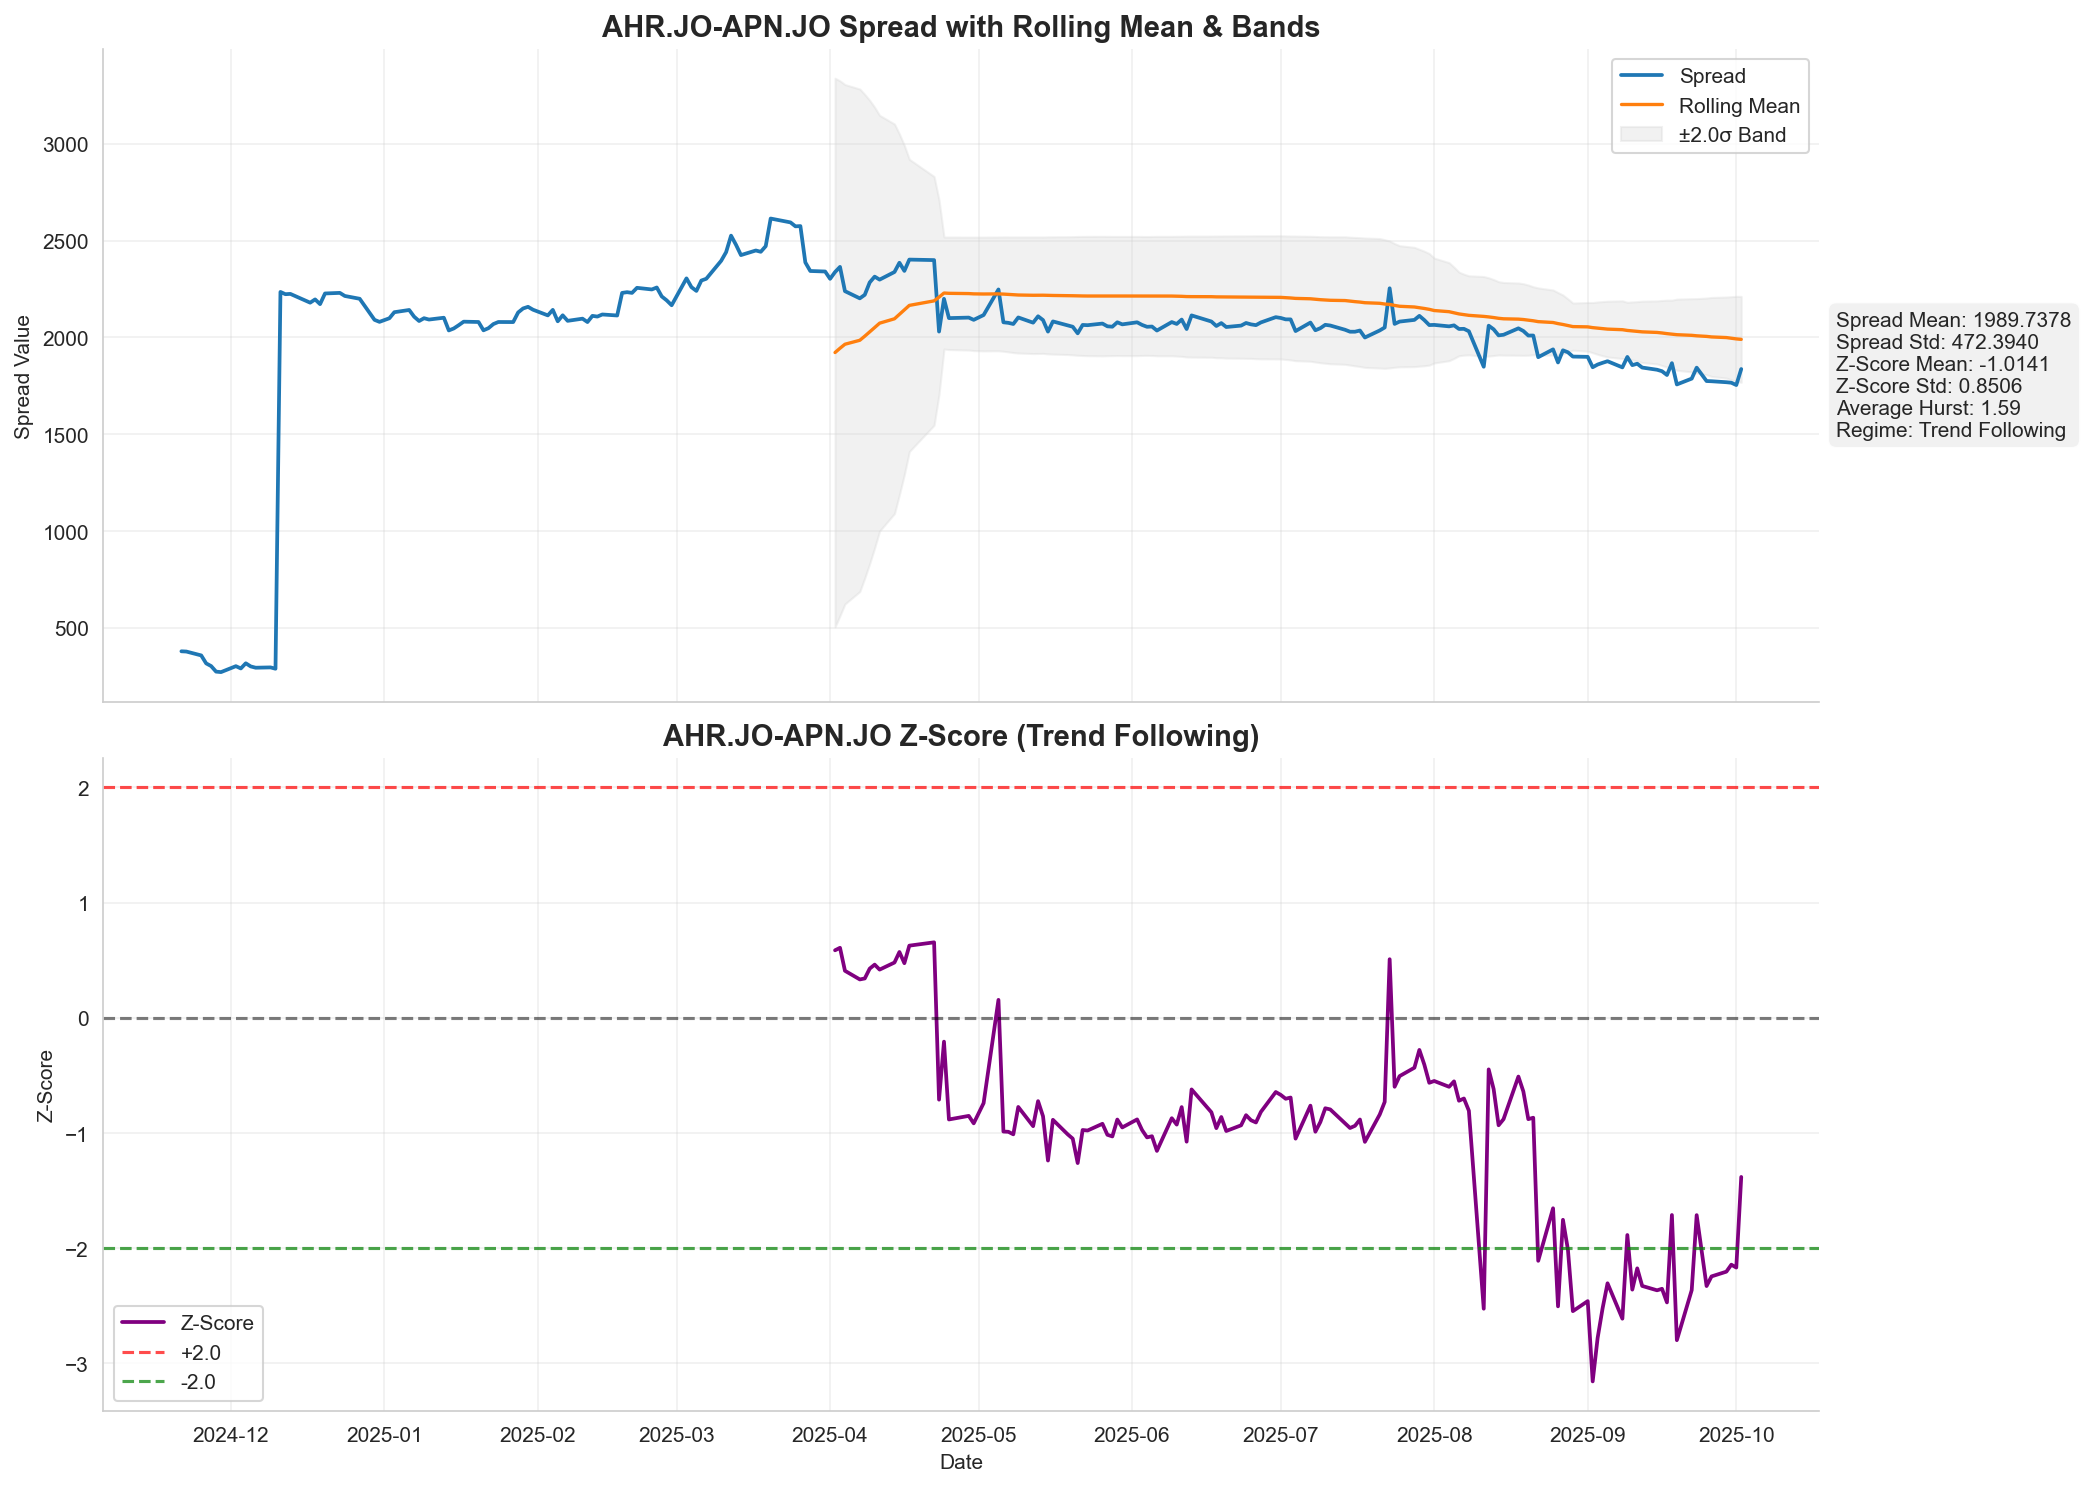 AHR.JO-APN.JO Spread with Rolling Mean & Bands
Spread
Rolling Mean
±2.0σ Band
3000
2500
2000
1500
1000
500
Spread Value
Spread Mean: 1989.7378
Spread Std: 472.3940
Z-Score Mean: -1.0141
Z-Score Std: 0.8506
Average Hurst: 1.59
Regime: Trend Following
AHR.JO-APN.JO Z-Score (Trend Following)
2
1
0
−1
−2
−3
Z-Score
Z-Score
+2.0
-2.0
2024-12
2025-01
2025-02
2025-03
2025-04
2025-05
2025-06
2025-07
2025-08
2025-09
2025-10
Date